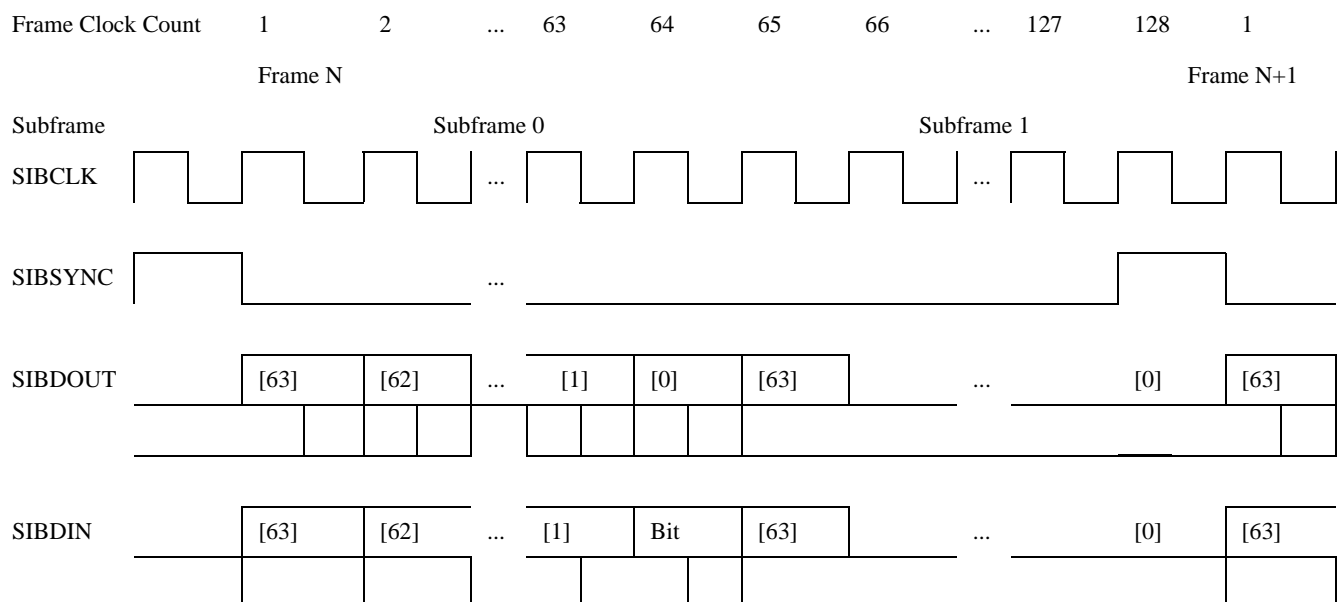 Frame Clock Count 1 2 ... 63 64 65 66 ... 127 128 1
Frame N Frame N+1
Subframe Subframe 0 Subframe 1
SIBCLK ... ...
SIBSYNC ...
SIBDOUT [63] [62] ... [1] [0] [63] ... [0] [63]
SIBDIN [63] [62] ... [1] Bit [63] ... [0] [63]